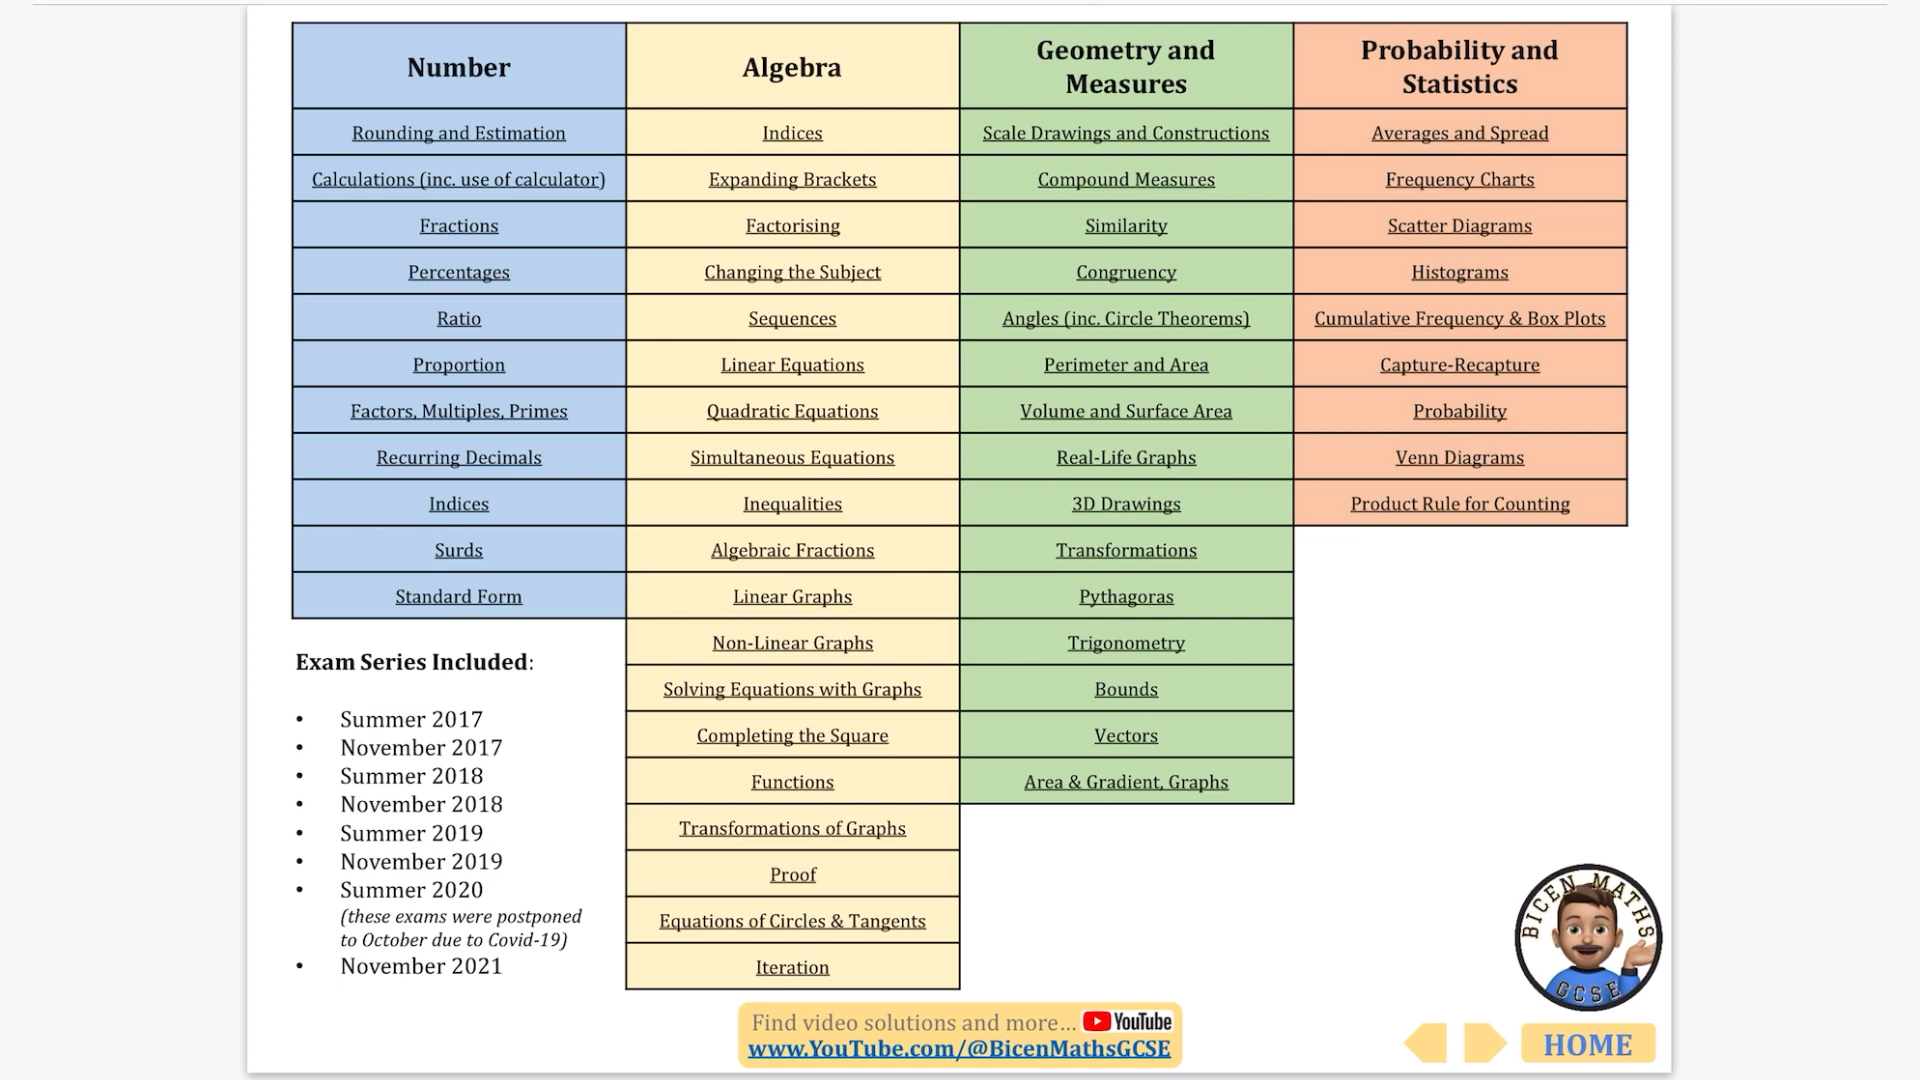 Number
Rounding and Estimation
Calculations (inc. use of calculator)
Fractions
Percentages
Ratio
Proportion
Factors, Multiples, Primes
Recurring Decimals
Indices
Surds
Standard Form
Algebra
Indices
Expanding Brackets
Factorising
Changing the Subject
Sequences
Linear Equations
Quadratic Equations
Simultaneous Equations
Inequalities
Algebraic Fractions
Linear Graphs
Non-Linear Graphs
Solving Equations with Graphs
Completing the Square
Functions
Transformations of Graphs
Proof
Equations of Circles & Tangents
Iteration
Geometry and
Measures
Scale Drawings and Constructions
Compound Measures
Similarity
Congruency
Angles (inc. Circle Theorems)
Perimeter and Area
Volume and Surface Area
Real-Life Graphs
3D Drawings
Transformations
Pythagoras
Trigonometry
Bounds
Vectors
Area & Gradient, Graphs
Probability and
Statistics
Averages and Spread
Frequency Charts
Scatter Diagrams
Histograms
Cumulative Frequency & Box Plots
Capture-Recapture
Probability
Venn Diagrams
Product Rule for Counting
Exam Series Included:
• Summer 2017
• November 2017
• Summer 2018
• November 2018
• Summer 2019
• November 2019
• Summer 2020
(these exams were postponed
to October due to Covid-19)
• November 2021
BICEN MATHS
GCSE
Find video solutions and more... YouTube
www.YouTube.com/@BicenMathsGCSE
HOME